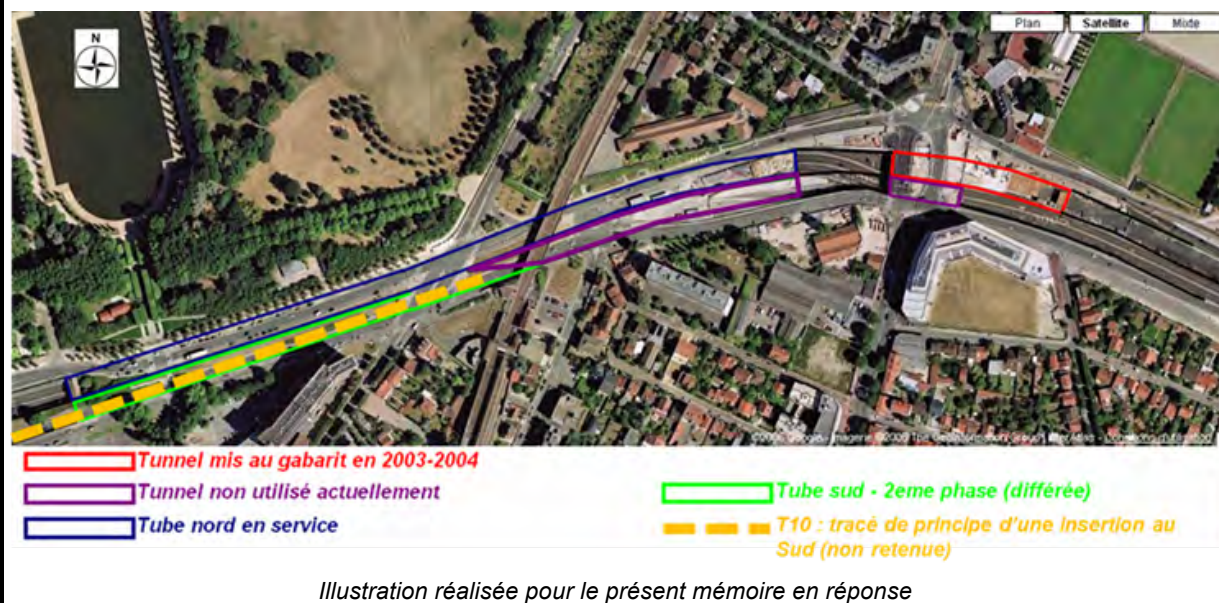 N
Plan Satellite Mixte
Tunnel mis au gabarit en 2003-2004
Tunnel non utilisé actuellement
Tube nord en service
Tube sud - 2eme phase (différée)
T10 : tracé de principe d'une insertion au
Sud (non retenue)
Illustration réalisée pour le présent mémoire en réponse